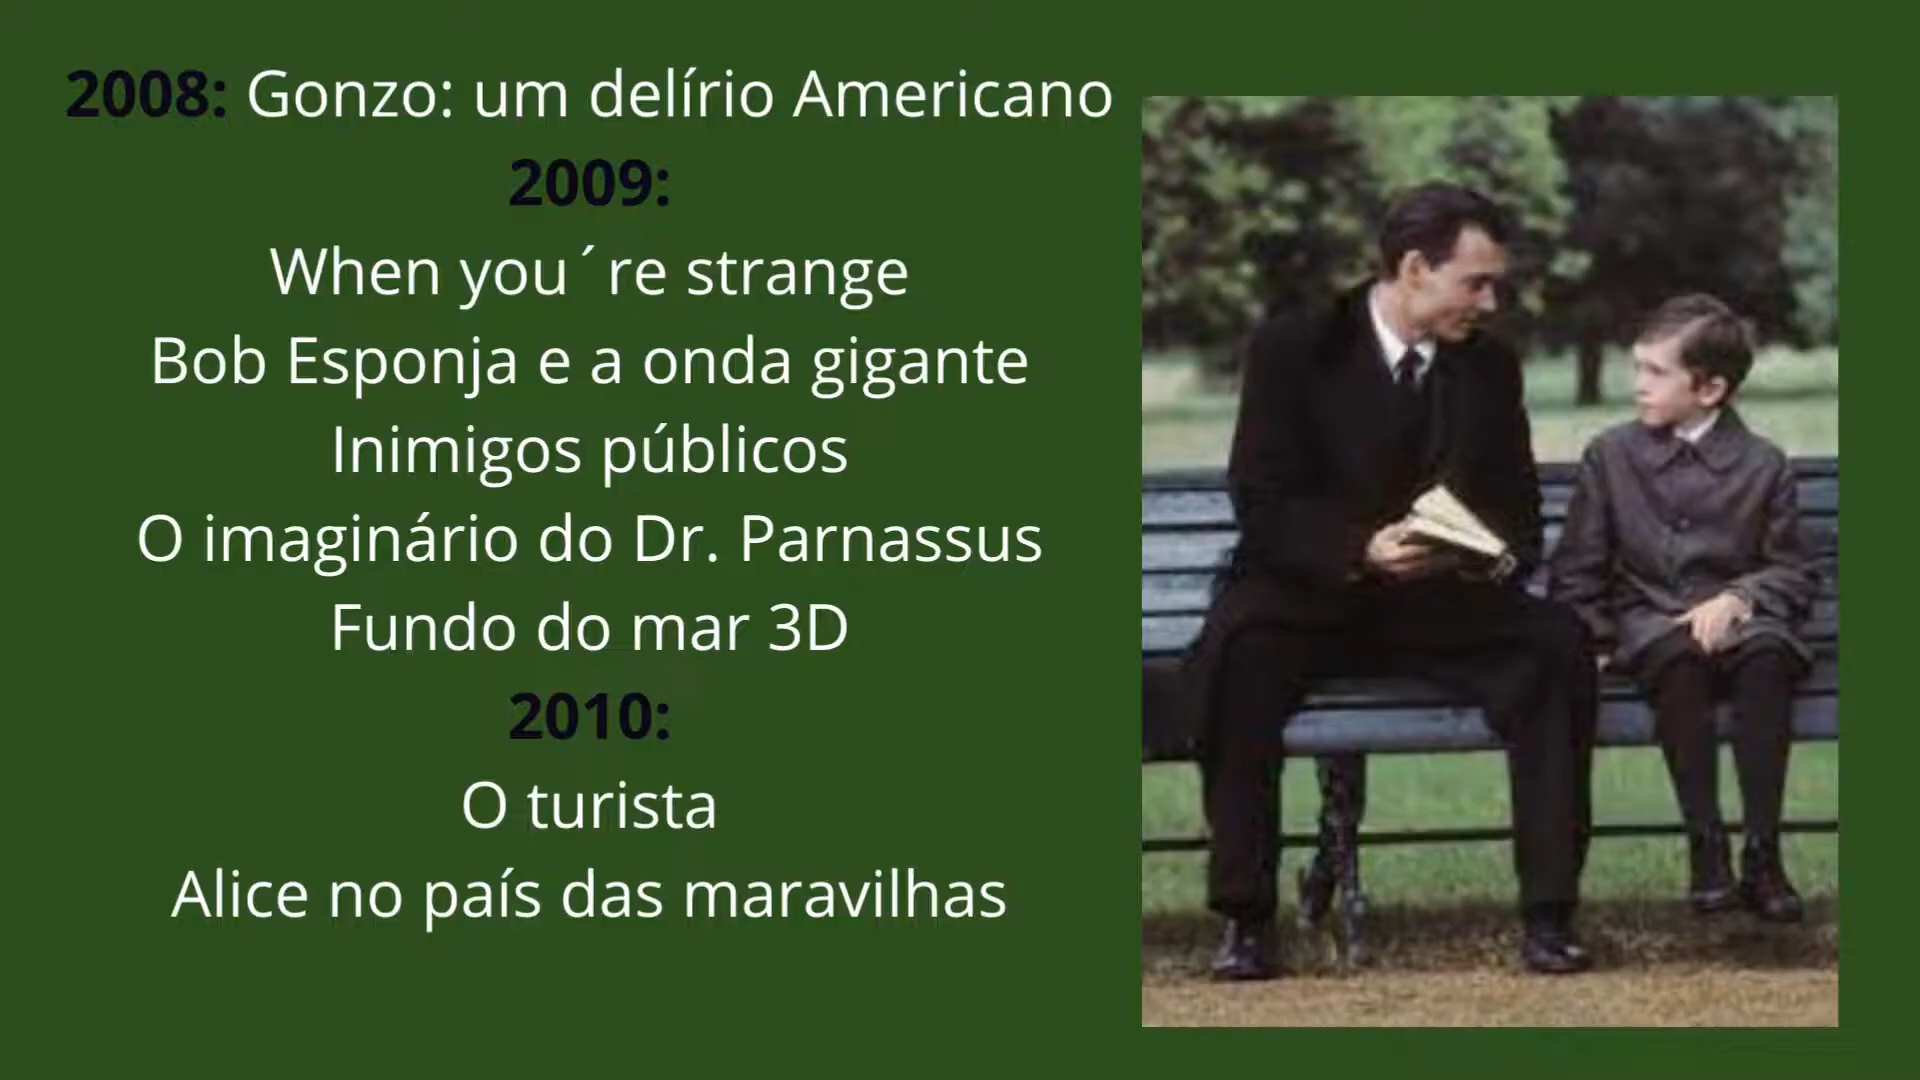 2008: Gonzo: um delírio Americano
2009:
When you´re strange
Bob Esponja e a onda gigante
Inimigos públicos
O imaginário do Dr. Parnassus
Fundo do mar 3D
2010:
O turista
Alice no país das maravilhas